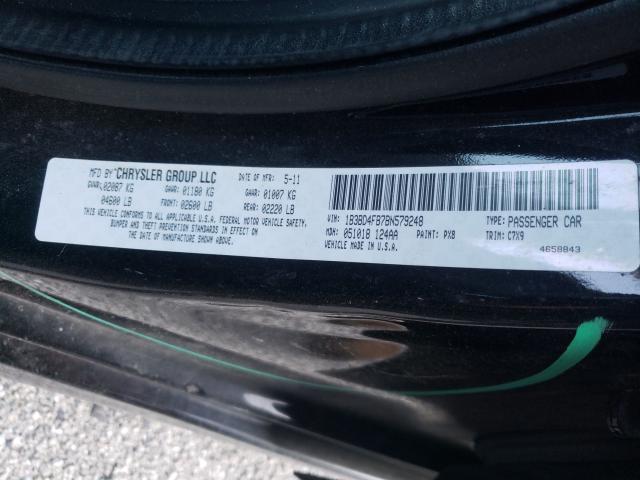 MFD BY CHRYSLER GROUP LLC DATE OF MFR: 5-11
GVWR: 02087 KG GAWR: 01180 KG GAWR: 01007 KG
04600 LB FRONT: 02600 LB REAR: 02220 LB
THIS VEHICLE CONFORMS TO ALL APPLICABLE U.S.A. FEDERAL MOTOR VEHICLE SAFETY,
BUMPER AND THEFT PREVENTION STANDARDS IN EFFECT
ON THE DATE OF MANUFACTURE SHOWN ABOVE.
VIN: 1B3BD4FB7BN579248 TYPE: PASSENGER CAR
MDH: 051018 124AA PAINT: PX8 TRIM: C7X9
VEHICLE MADE IN U.S.A. 4658843